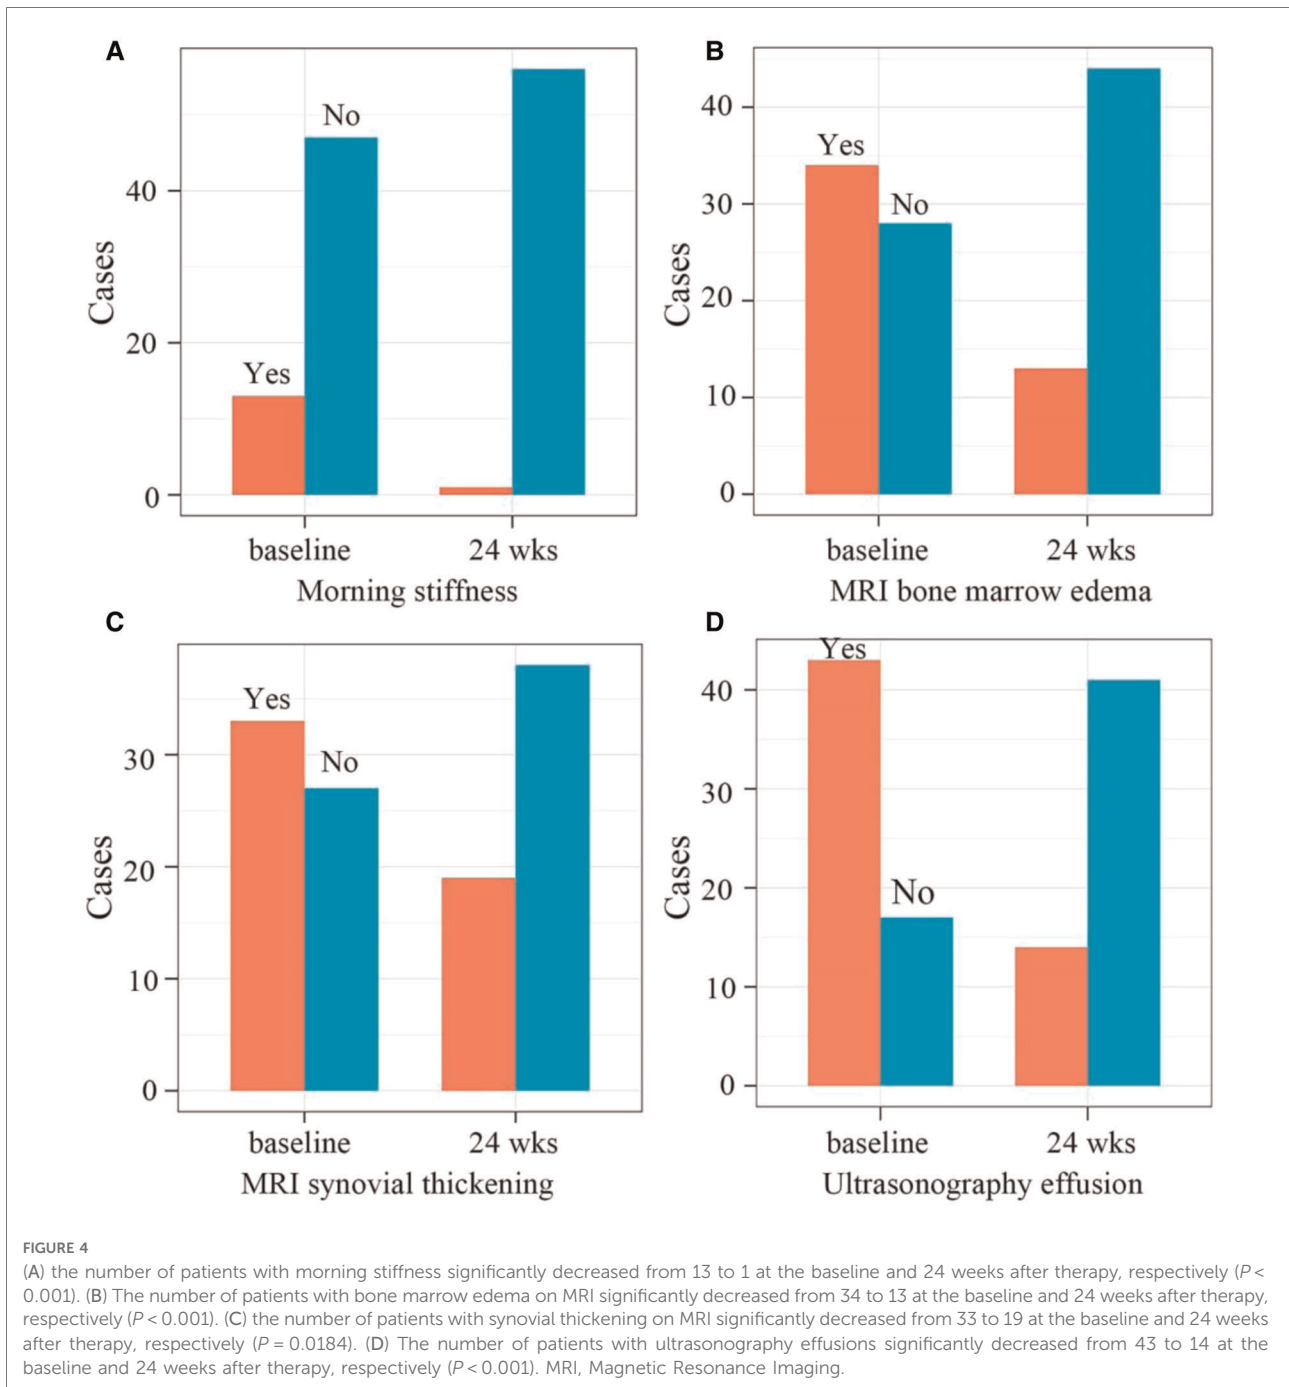 A
No
Yes
40
20
0
Cases
baseline 24 wks
Morning stiffness
B
Yes
No
40
30
20
10
0
Cases
baseline 24 wks
MRI bone marrow edema
C
Yes
No
30
20
10
0
Cases
baseline 24 wks
MRI synovial thickening
D
Yes
No
40
30
20
10
0
Cases
baseline 24 wks
Ultrasonography effusion
FIGURE 4
(A) the number of patients with morning stiffness significantly decreased from 13 to 1 at the baseline and 24 weeks after therapy, respectively (P <
0.001). (B) The number of patients with bone marrow edema on MRI significantly decreased from 34 to 13 at the baseline and 24 weeks after therapy,
respectively (P < 0.001). (C) the number of patients with synovial thickening on MRI significantly decreased from 33 to 19 at the baseline and 24 weeks
after therapy, respectively (P = 0.0184). (D) The number of patients with ultrasonography effusions significantly decreased from 43 to 14 at the
baseline and 24 weeks after therapy, respectively (P < 0.001). MRI, Magnetic Resonance Imaging.